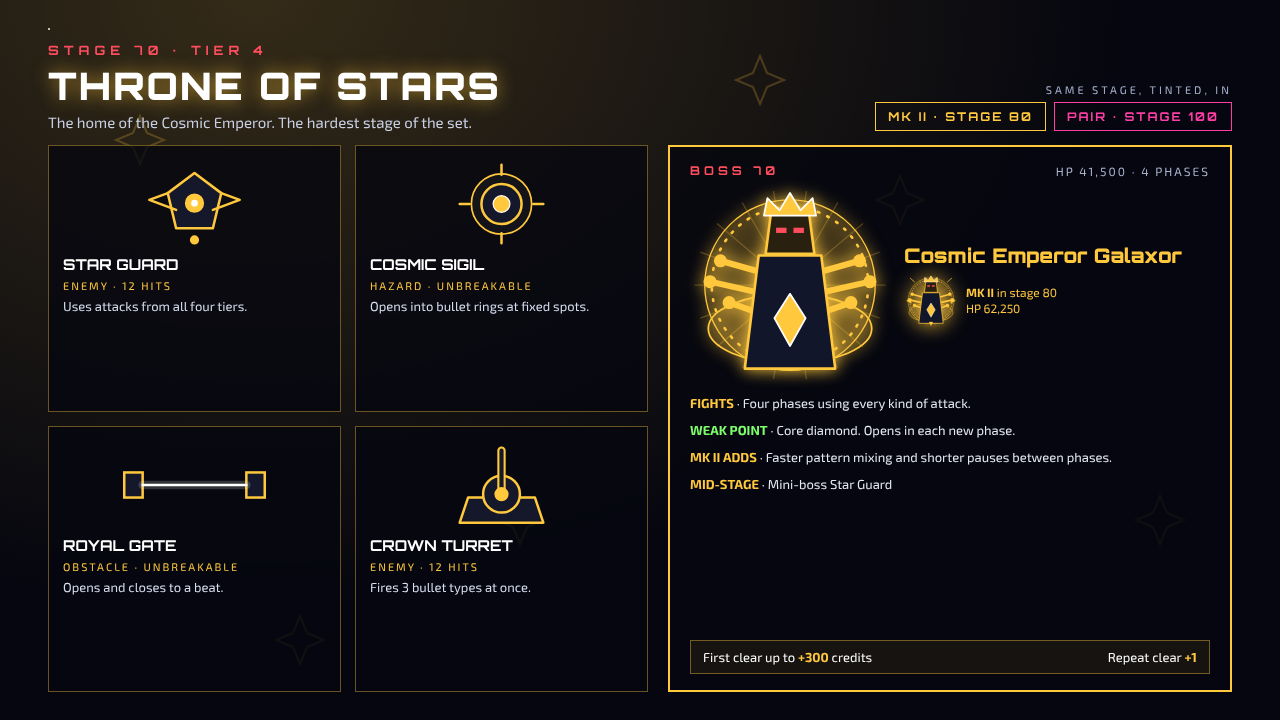 STAGE 70 · TIER 4
THRONE OF STARS
The home of the Cosmic Emperor. The hardest stage of the set.
SAME STAGE, TINTED, IN
MK II · STAGE 80
PAIR · STAGE 100
STAR GUARD
ENEMY · 12 HITS
Uses attacks from all four tiers.
COSMIC SIGIL
HAZARD · UNBREAKABLE
Opens into bullet rings at fixed spots.
ROYAL GATE
OBSTACLE · UNBREAKABLE
Opens and closes to a beat.
CROWN TURRET
ENEMY · 12 HITS
Fires 3 bullet types at once.
BOSS 70
HP 41,500 · 4 PHASES
Cosmic Emperor Galaxor
MK II in stage 80
HP 62,250
FIGHTS · Four phases using every kind of attack.
WEAK POINT · Core diamond. Opens in each new phase.
MK II ADDS · Faster pattern mixing and shorter pauses between phases.
MID-STAGE · Mini-boss Star Guard
First clear up to +300 credits
Repeat clear +1